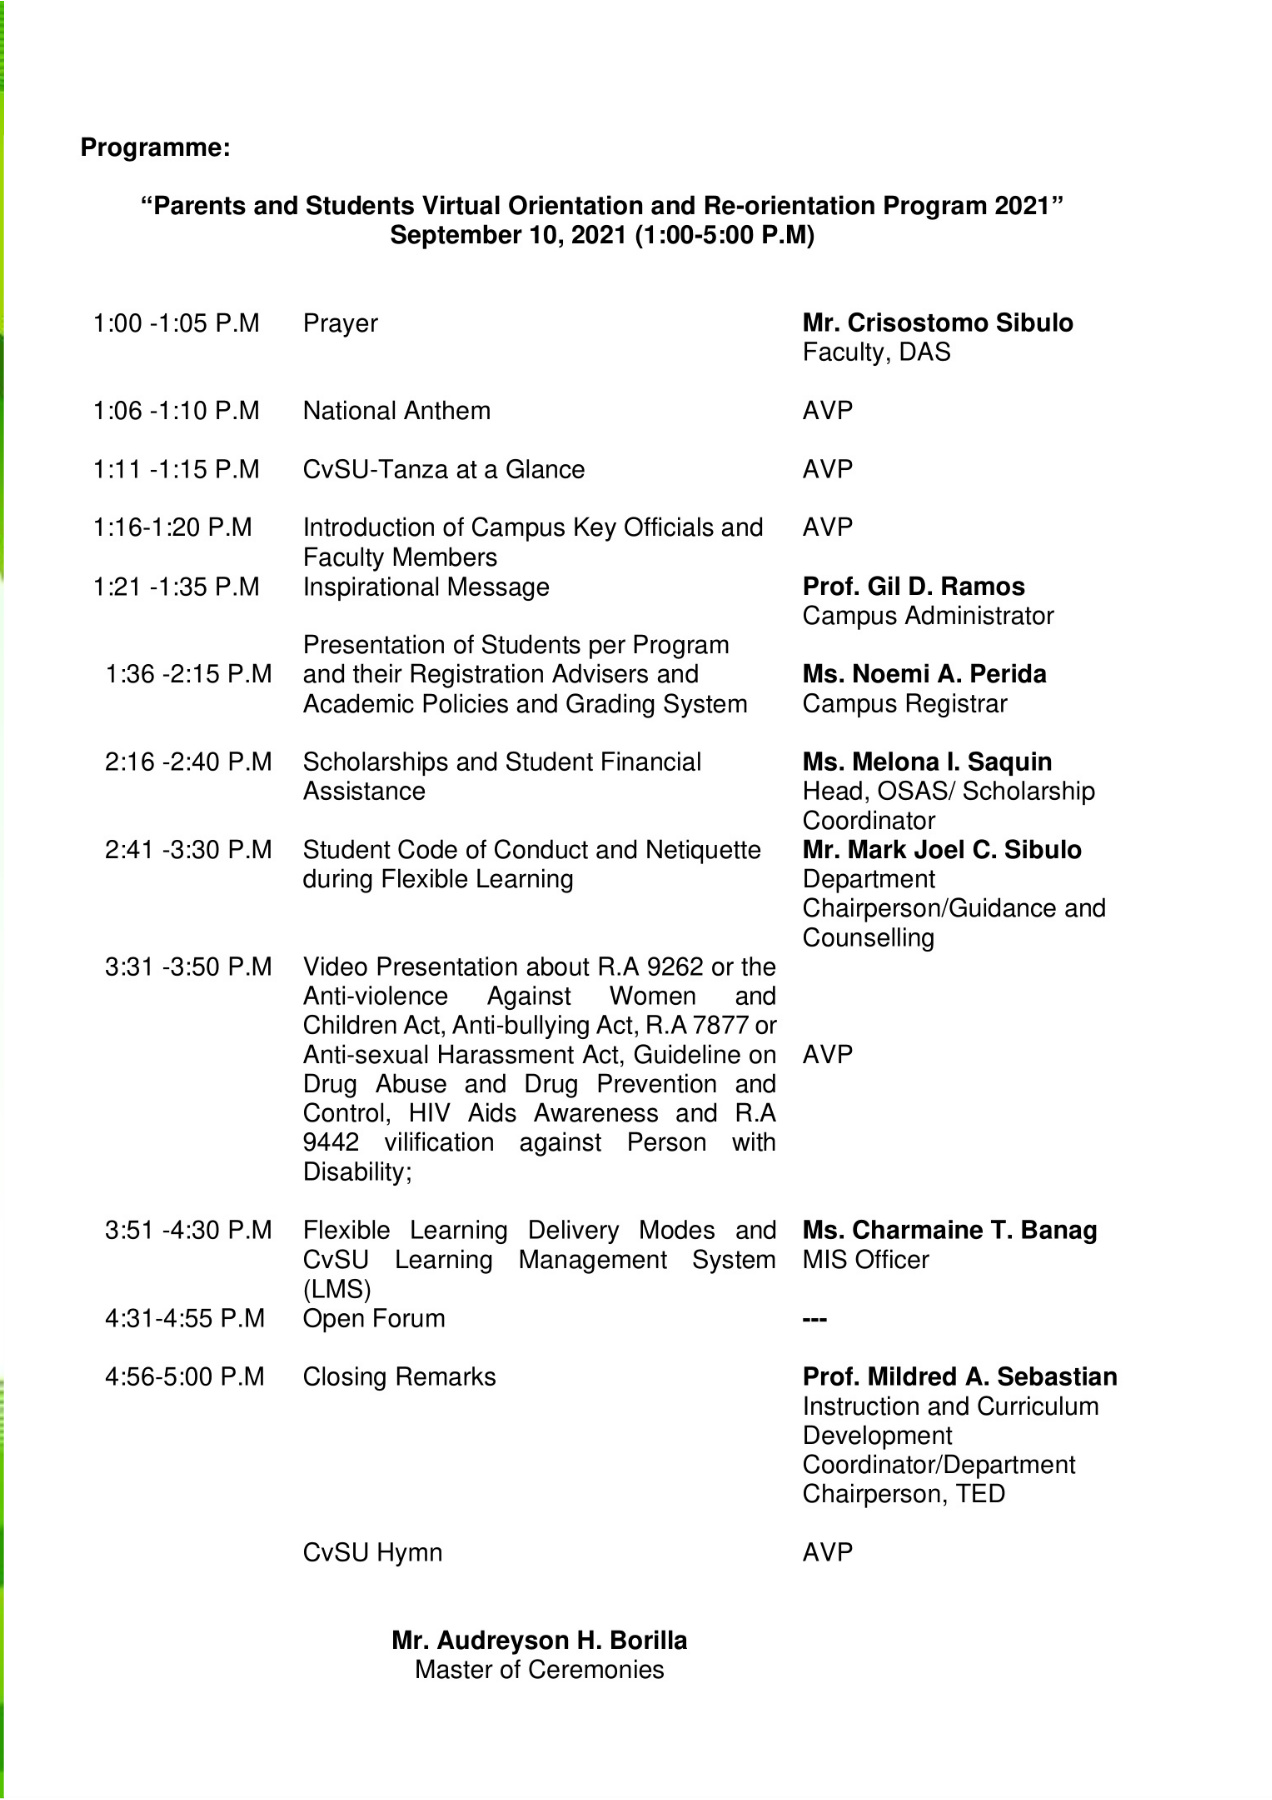 Programme:
“Parents and Students Virtual Orientation and Re-orientation Program 2021”
September 10, 2021 (1:00-5:00 P.M)
1:00 -1:05 P.M Prayer Mr. Crisostomo Sibulo
Faculty, DAS
1:06 -1:10 P.M National Anthem AVP
1:11 -1:15 P.M CvSU-Tanza at a Glance AVP
1:16-1:20 P.M Introduction of Campus Key Officials and AVP
Faculty Members
1:21 -1:35 P.M Inspirational Message Prof. Gil D. Ramos
Campus Administrator
Presentation of Students per Program
1:36 -2:15 P.M and their Registration Advisers and Ms. Noemi A. Perida
Academic Policies and Grading System Campus Registrar
2:16 -2:40 P.M Scholarships and Student Financial Ms. Melona I. Saquin
Assistance Head, OSAS/ Scholarship
Coordinator
2:41 -3:30 P.M Student Code of Conduct and Netiquette Mr. Mark Joel C. Sibulo
during Flexible Learning Department
Chairperson/Guidance and
Counselling
3:31 -3:50 P.M Video Presentation about R.A 9262 or the
Anti-violence Against Women and
Children Act, Anti-bullying Act, R.A 7877 or
Anti-sexual Harassment Act, Guideline on AVP
Drug Abuse and Drug Prevention and
Control, HIV Aids Awareness and R.A
9442 vilification against Person with
Disability;
3:51 -4:30 P.M Flexible Learning Delivery Modes and Ms. Charmaine T. Banag
CvSU Learning Management System MIS Officer
(LMS)
4:31-4:55 P.M Open Forum ---
4:56-5:00 P.M Closing Remarks Prof. Mildred A. Sebastian
Instruction and Curriculum
Development
Coordinator/Department
Chairperson, TED
CvSU Hymn AVP
Mr. Audreyson H. Borilla
Master of Ceremonies